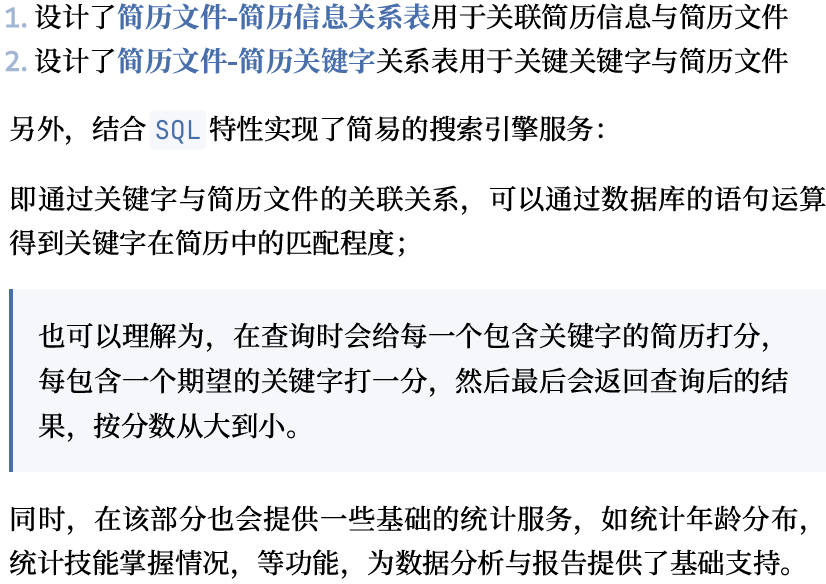 1. 设计了简历文件-简历信息关系表用于关联简历信息与简历文件
2. 设计了简历文件-简历关键字关系表用于关键关键字与简历文件
另外，结合 SQL 特性实现了简易的搜索引擎服务：
即通过关键字与简历文件的关联关系，可以通过数据库的语句运算
得到关键字在简历中的匹配程度；
也可以理解为，在查询时会给每一个包含关键字的简历打分，
每包含一个期望的关键字打一分，然后最后会返回查询后的结
果，按分数从大到小。
同时，在该部分也会提供一些基础的统计服务，如统计年龄分布，
统计技能掌握情况，等功能，为数据分析与报告提供了基础支持。